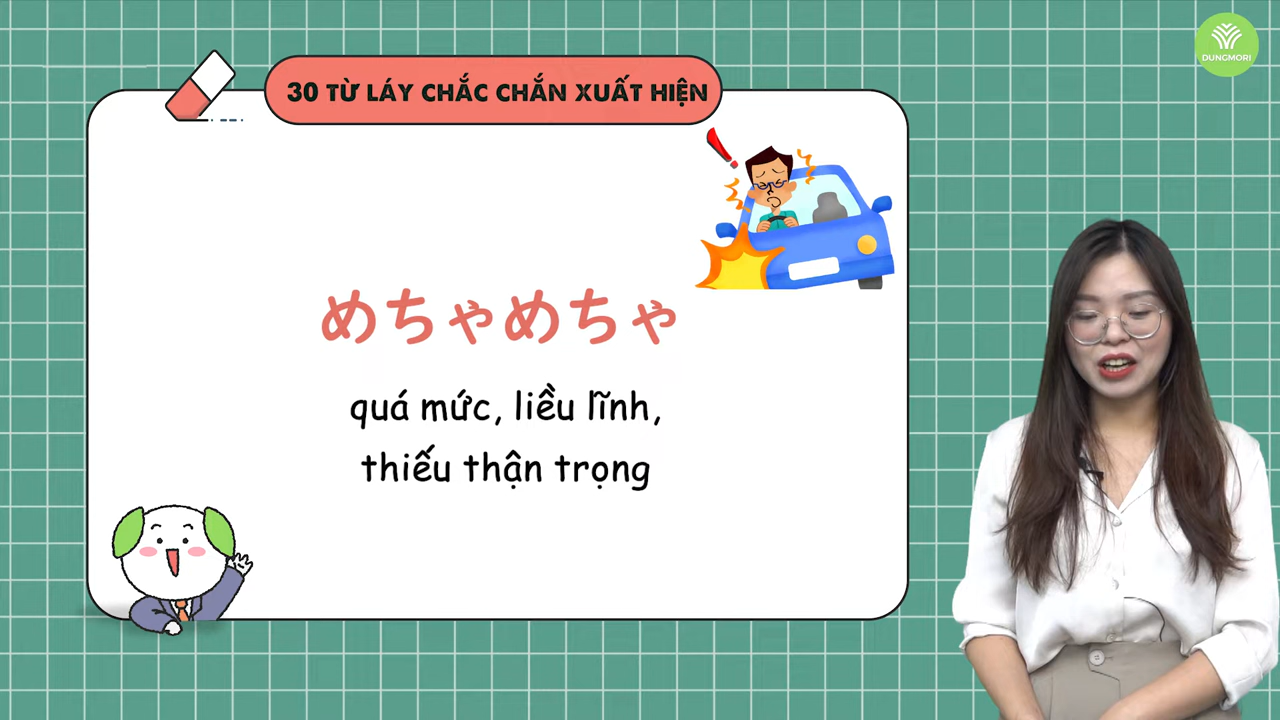 30 TỪ LÁY CHẮC CHẮN XUẤT HIỆN
DUNGMORI
めちゃめちゃ
quá mức, liều lĩnh,
thiếu thận trọng